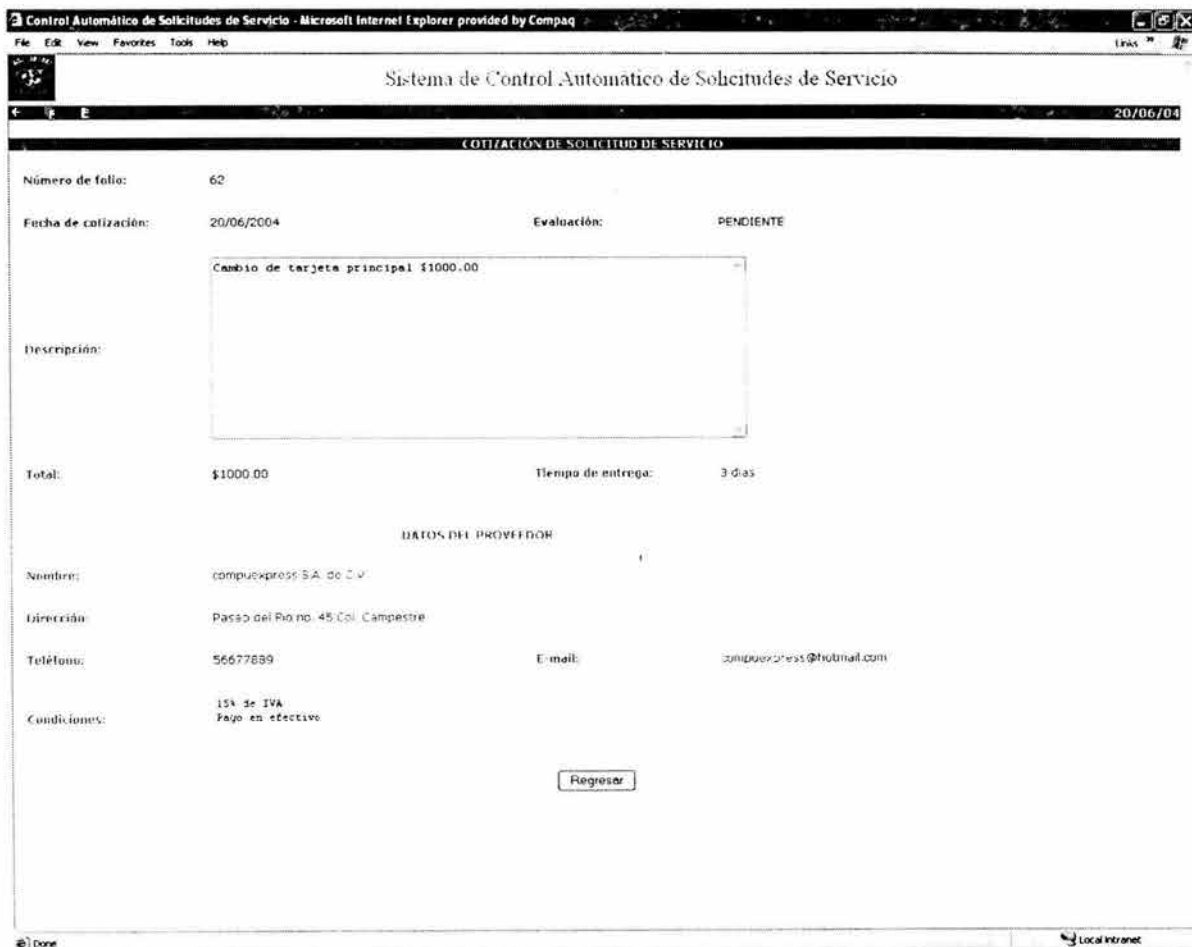 Control Automático de Solicitudes de Servicio - Microsoft Internet Explorer provided by Compaq
File Edit View Favorites Tools Help Links »
Sistema de Control Automático de Solicitudes de Servicio
20/06/04
COTIZACIÓN DE SOLICITUD DE SERVICIO
Número de folio: 62
Fecha de cotización: 20/06/2004 Evaluación: PENDIENTE
Cambio de tarjeta principal $1000.00
Descripción:
Total: $1000.00 Tiempo de entrega: 3 dias
DATOS DEL PROVEEDOR
Nombre: compuexpress S.A. de C.V.
Dirección: Paseo del Rio no. 45 Col. Campestre
Teléfono: 56677889 E-mail: compuexpress@hotmail.com
15% de IVA
Condiciones: Pago en efectivo
Regresar
Done Local intranet